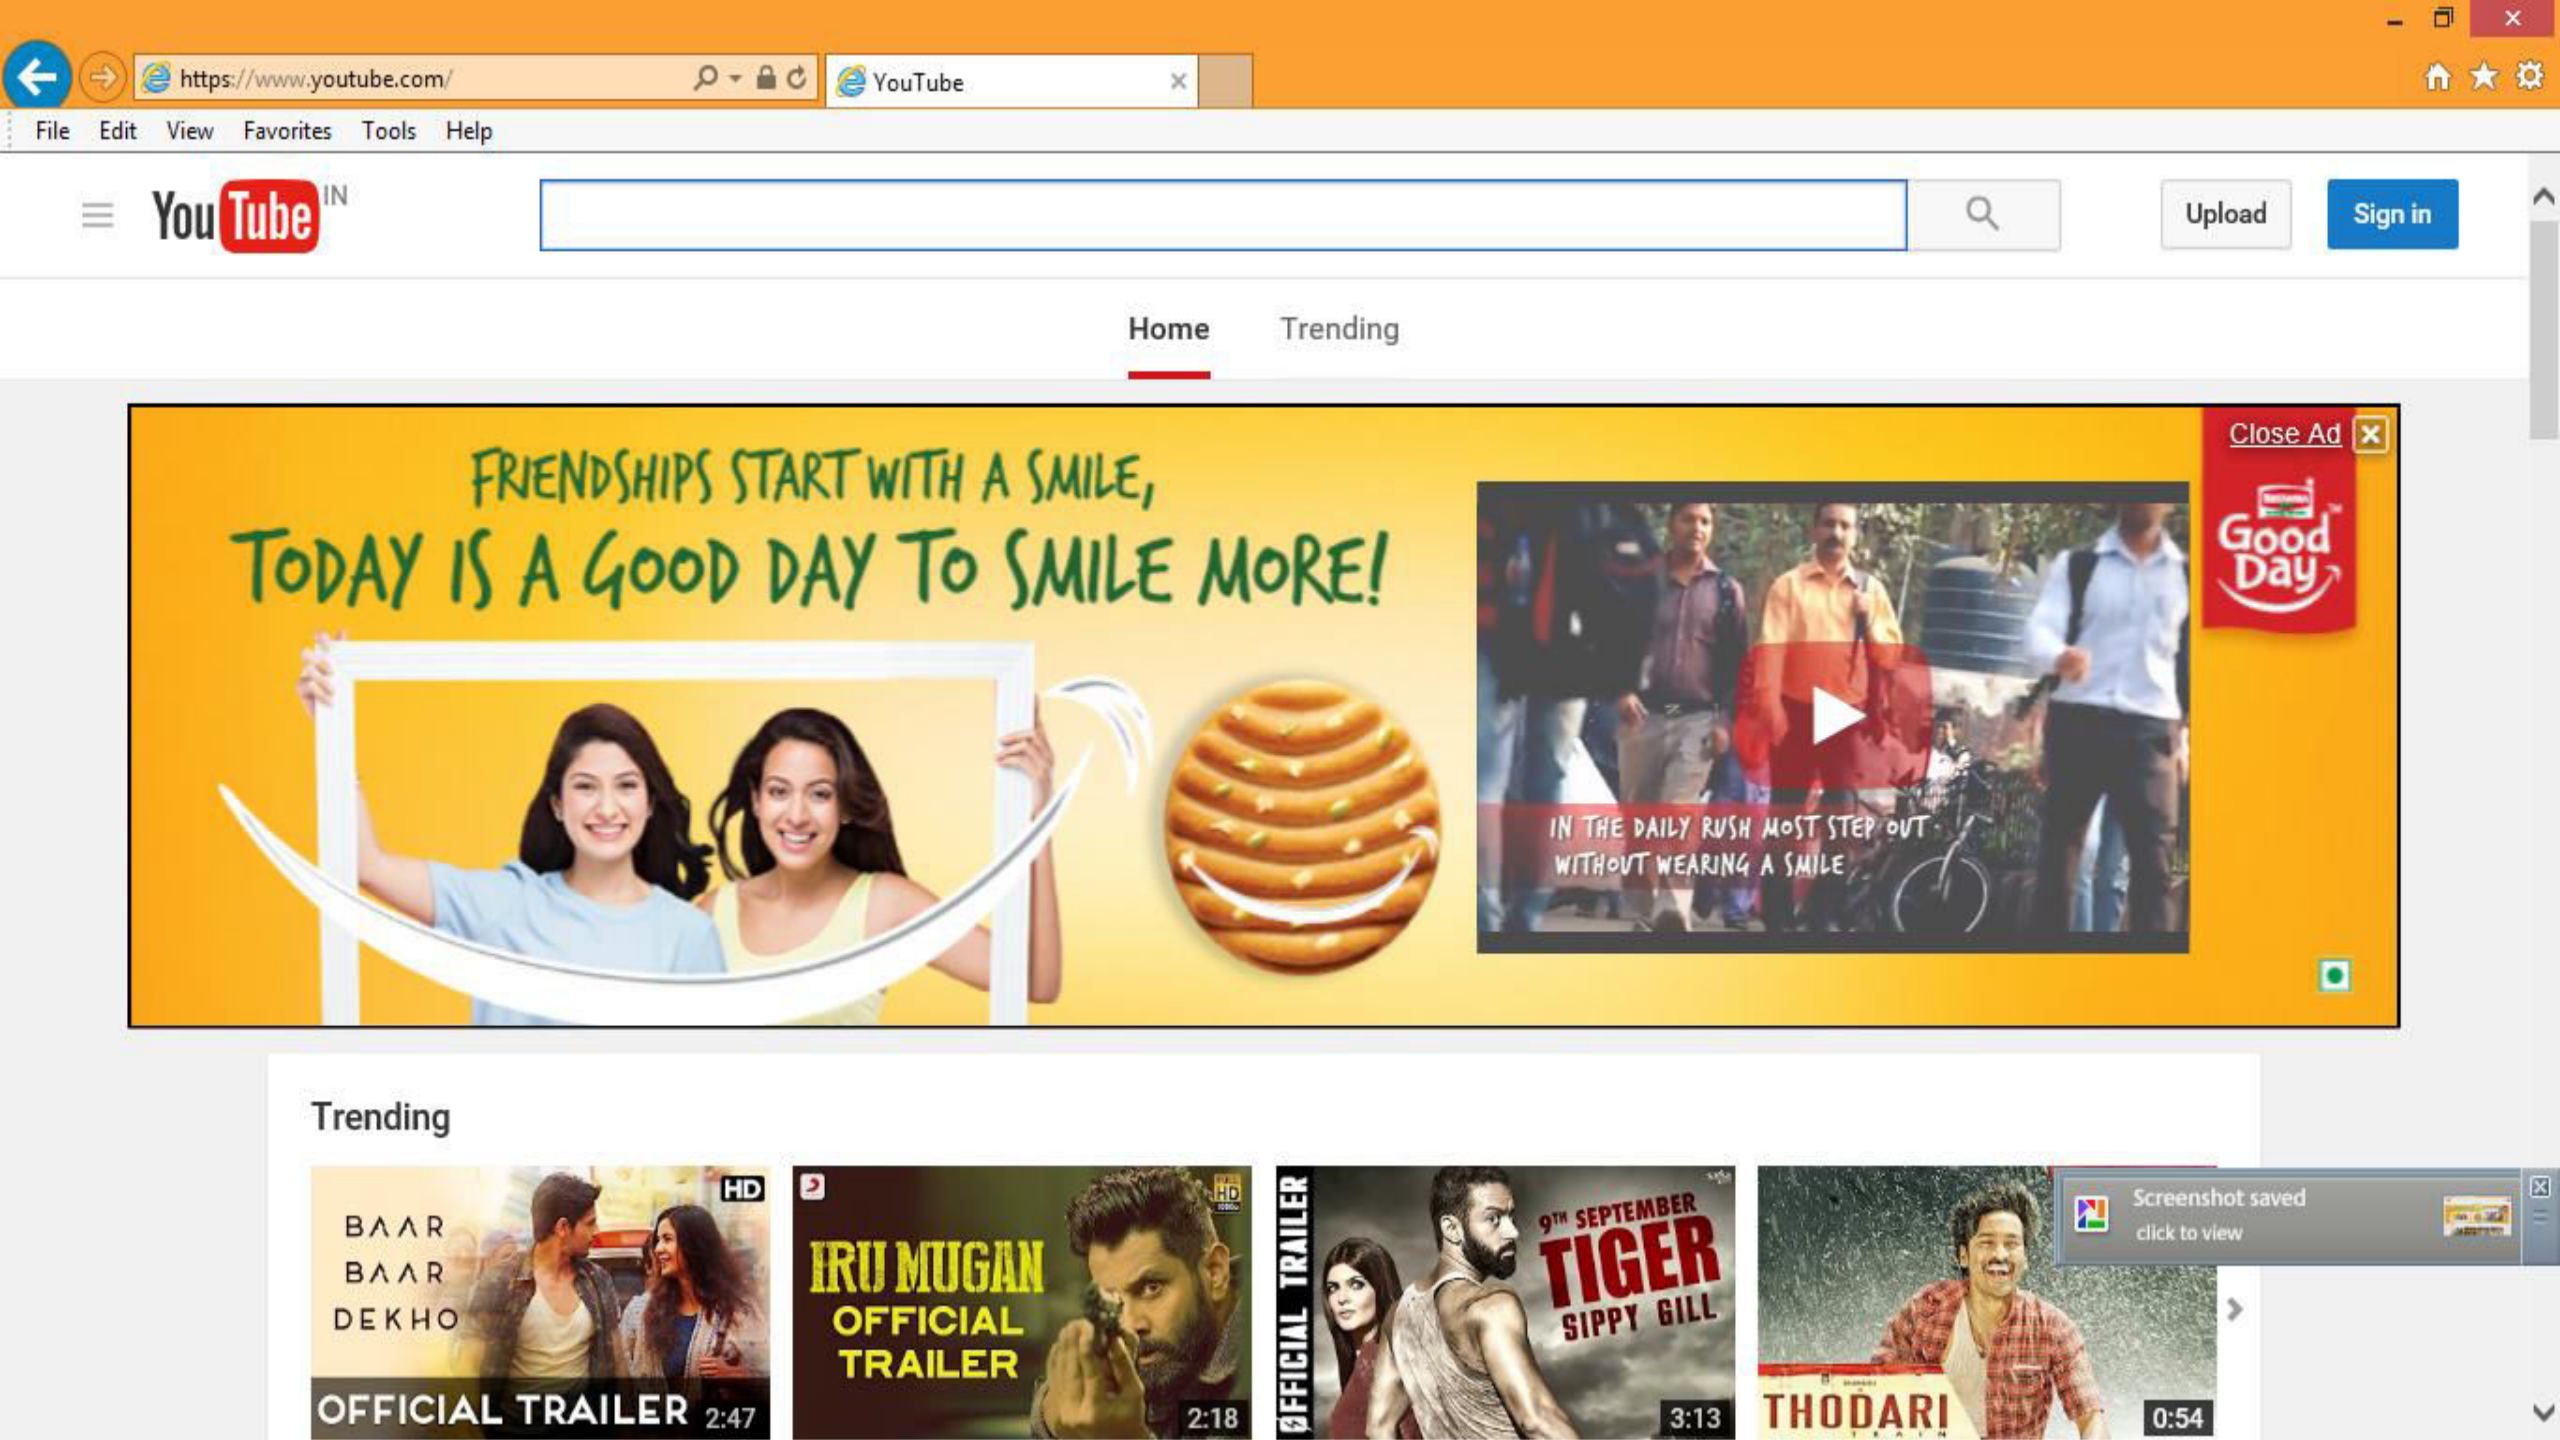 https://www.youtube.com/
YouTube
File Edit View Favorites Tools Help
YouTube IN
Upload
Sign in
Home Trending
Close Ad
FRIENDSHIPS START WITH A SMILE,
TODAY IS A GOOD DAY TO SMILE MORE!
Good
Day
IN THE DAILY RUSH MOST STEP OUT
WITHOUT WEARING A SMILE
Trending
HD
BAAR
BAAR
DEKHO
OFFICIAL TRAILER 2:47
HD
IRU MUGAN
OFFICIAL
TRAILER
2:18
OFFICIAL TRAILER
9TH SEPTEMBER
TIGER
SIPPY GILL
3:13
THODARI
TRAIN
0:54
Screenshot saved
click to view